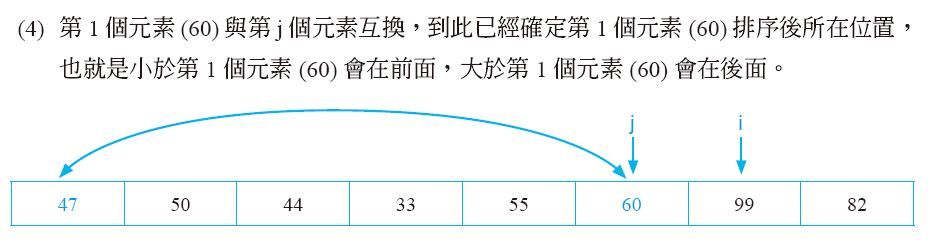 (4) 第 1 個元素 (60) 與第 j 個元素互換，到此已經確定第 1 個元素 (60) 排序後所在位置，
也就是小於第 1 個元素 (60) 會在前面，大於第 1 個元素 (60) 會在後面。
j i
47 50 44 33 55 60 99 82